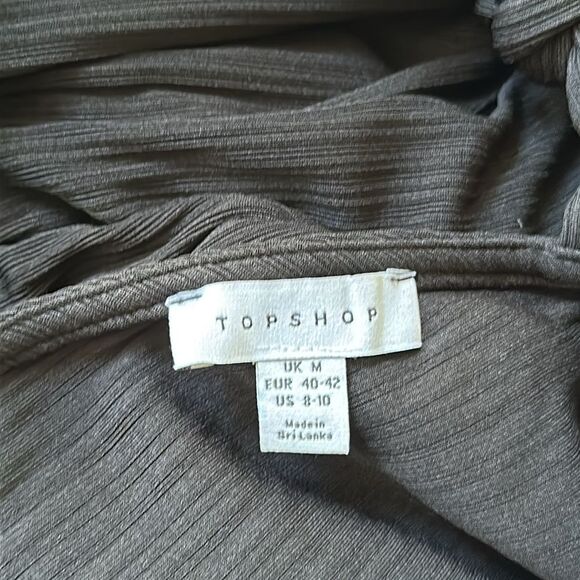 TOPSHOP
UK M
EUR 40-42
US 8-10
Made in
Sri Lanka